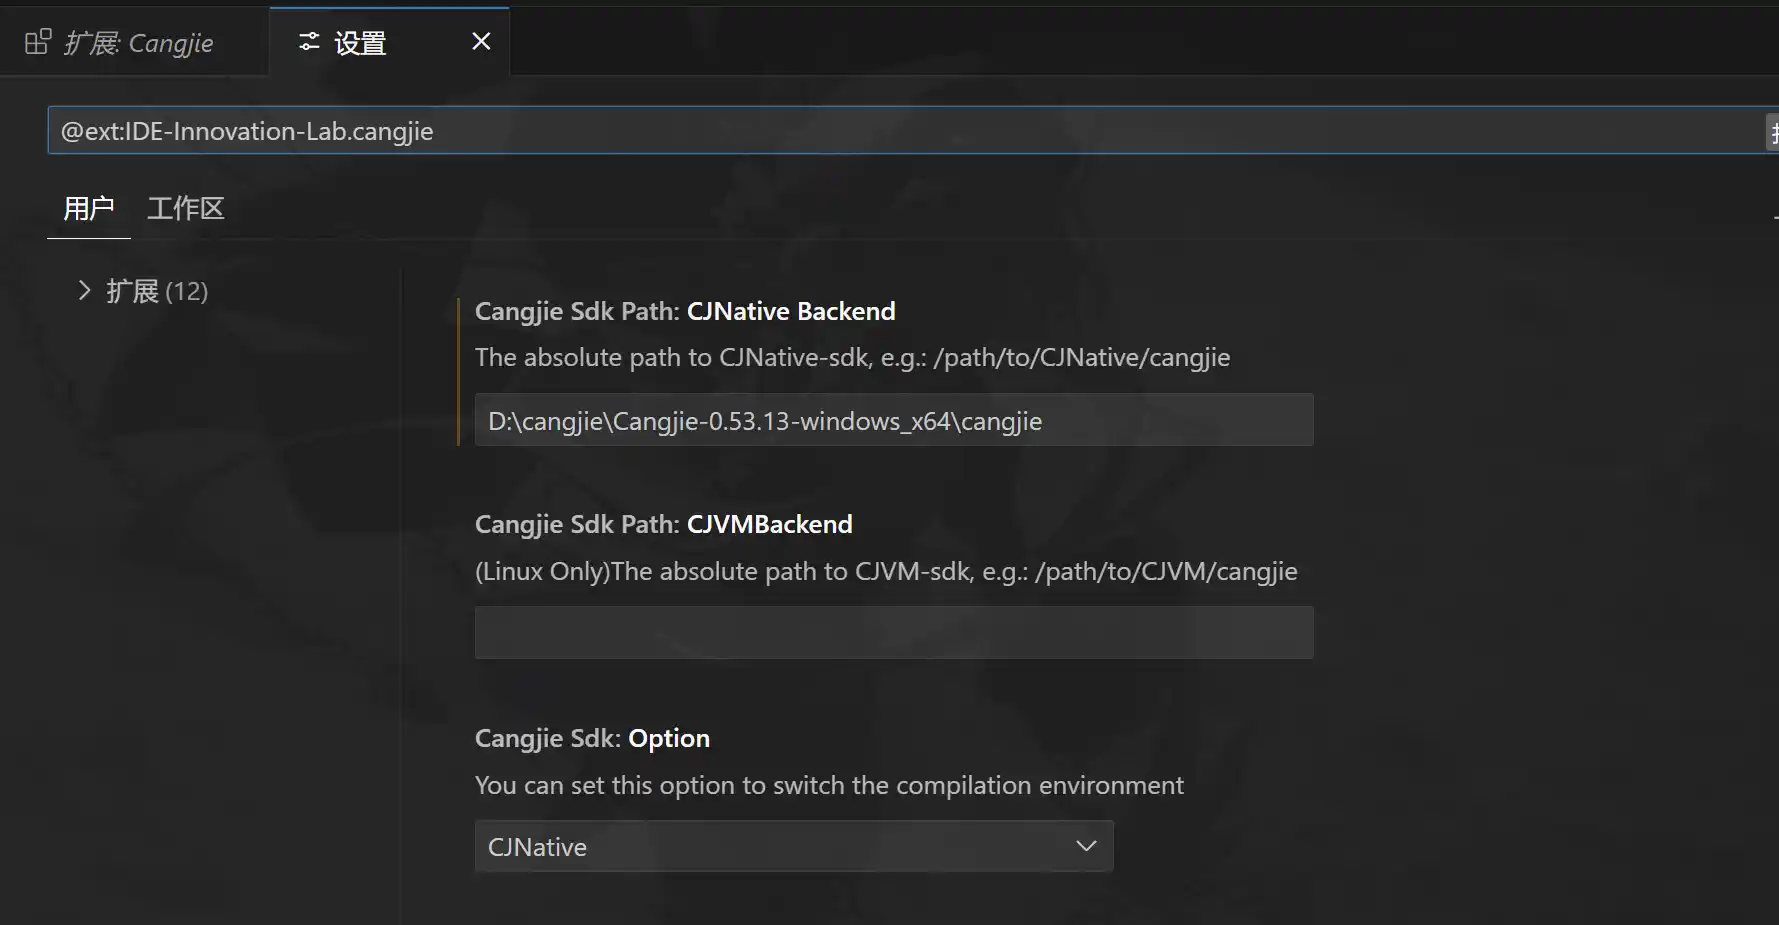 扩展: Cangjie
设置
@ext:IDE-Innovation-Lab.cangjie
用户 工作区
扩展 (12)
Cangjie Sdk Path: CJNative Backend
The absolute path to CJNative-sdk, e.g.: /path/to/CJNative/cangjie
D:\cangjie\Cangjie-0.53.13-windows_x64\cangjie
Cangjie Sdk Path: CJVMBackend
(Linux Only)The absolute path to CJVM-sdk, e.g.: /path/to/CJVM/cangjie
Cangjie Sdk: Option
You can set this option to switch the compilation environment
CJNative